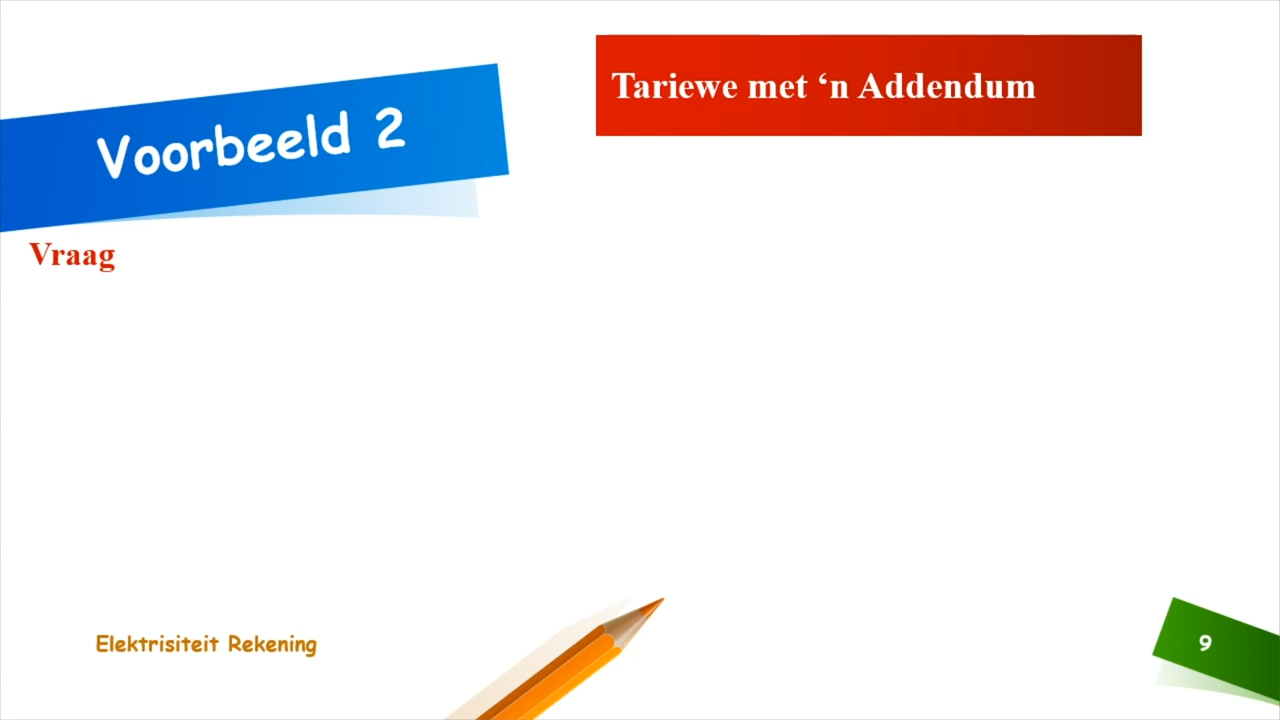 Tariewe met ‘n Addendum
Voorbeeld 2
Vraag
Elektrisiteit Rekening
9